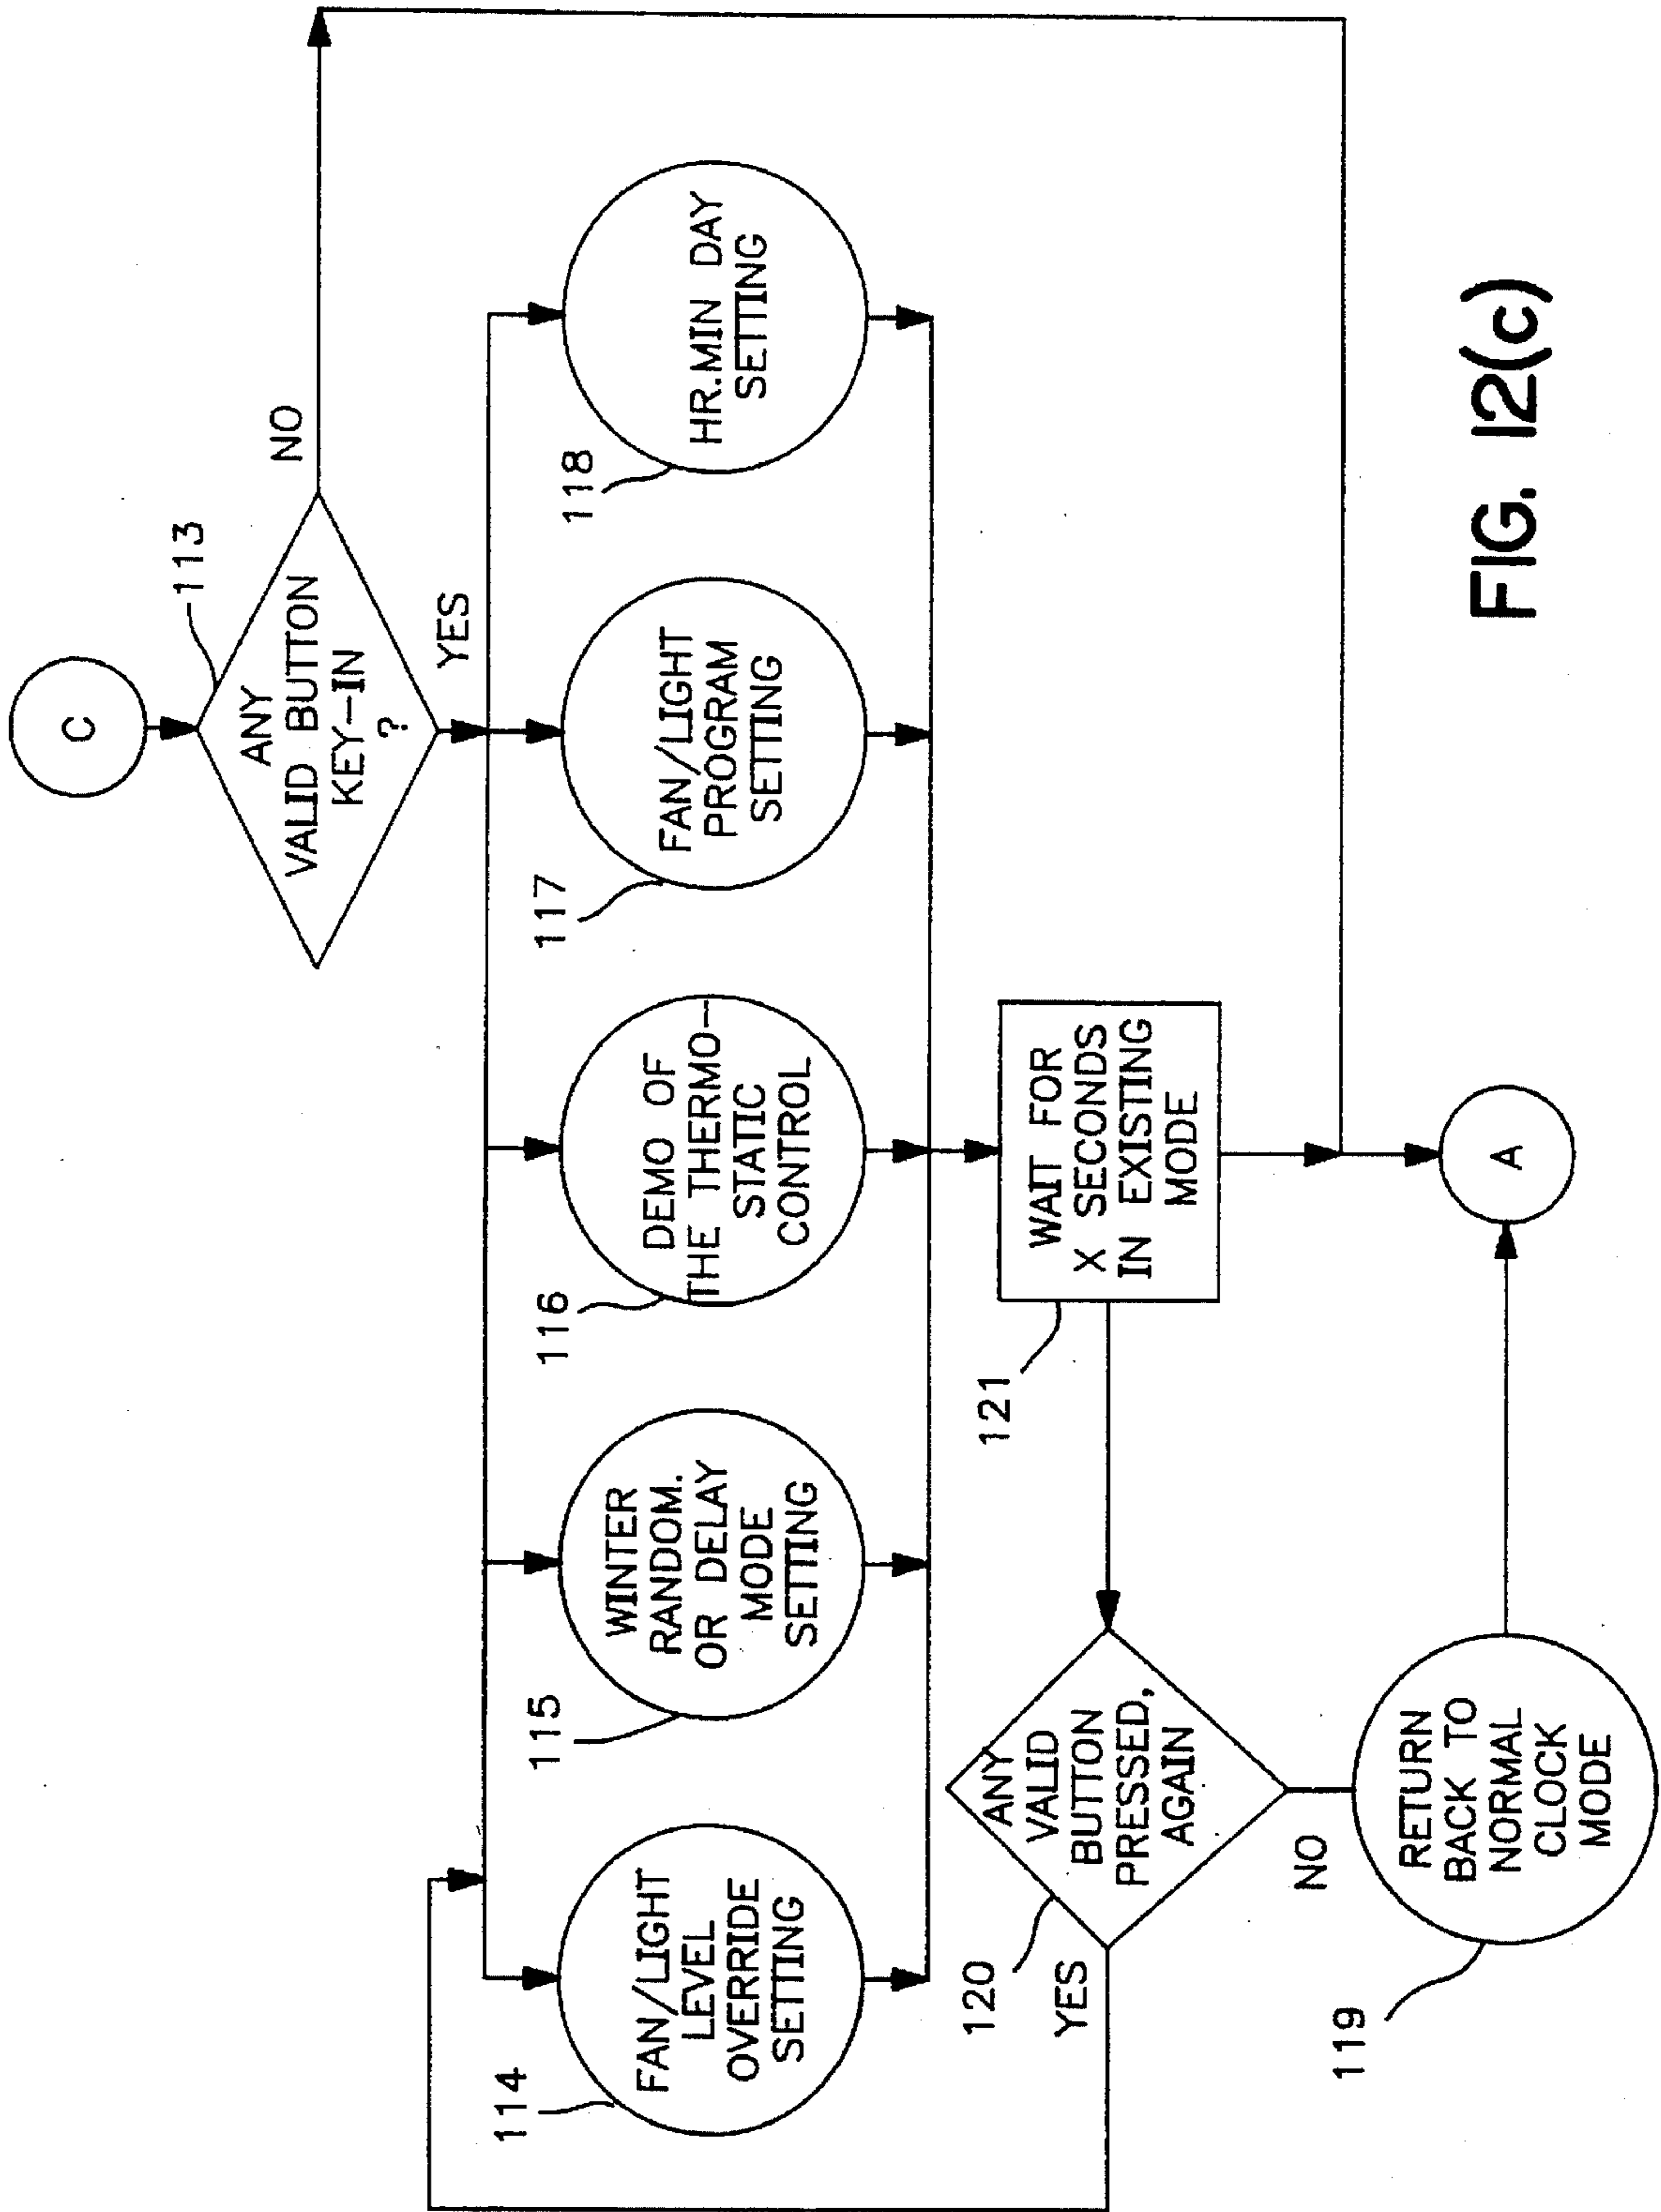 C
113
ANY
VALID BUTTON
KEY-IN
?
NO
YES
114
FAN/LIGHT
LEVEL
OVERRIDE
SETTING
115
WINTER
RANDOM.
OR DELAY
MODE
SETTING
116
DEMO OF
THE THERMO-
STATIC
CONTROL
117
FAN/LIGHT
PROGRAM
SETTING
118
HR.MIN DAY
SETTING
121
WAIT FOR
X SECONDS
IN EXISTING
MODE
120
ANY
VALID
BUTTON
PRESSED,
AGAIN
YES
NO
119
RETURN
BACK TO
NORMAL
CLOCK
MODE
A
FIG. 12(c)